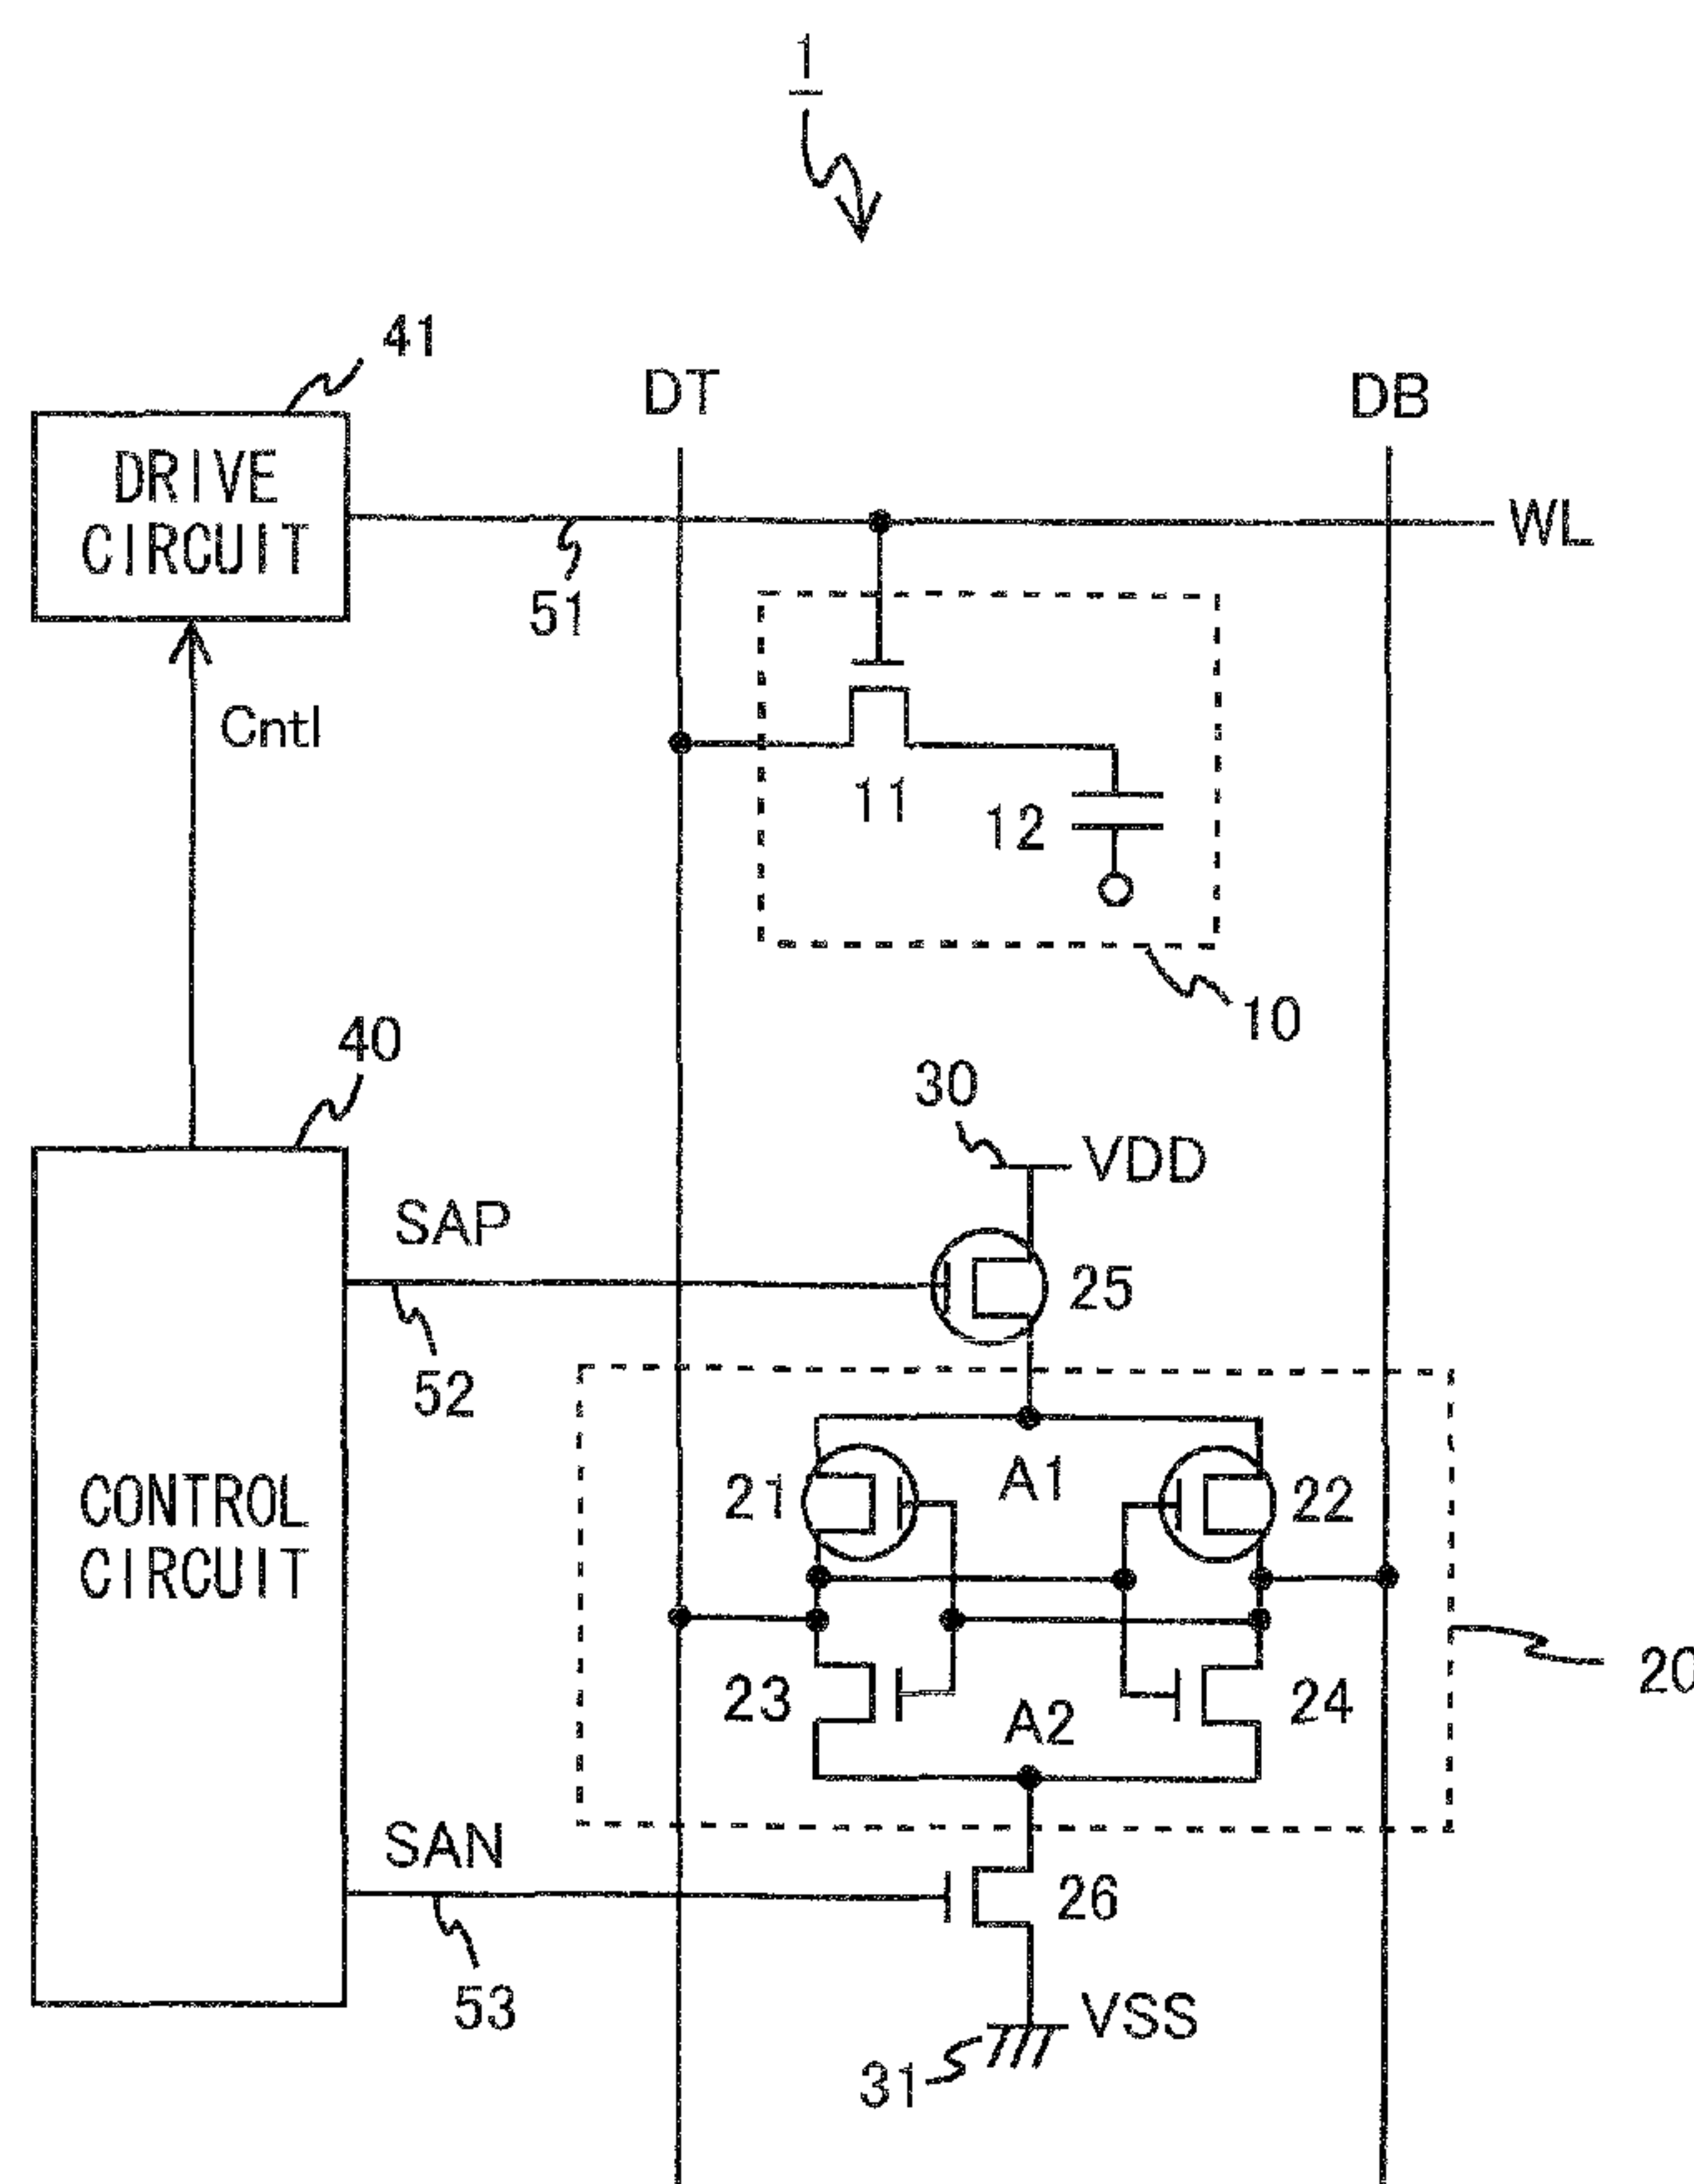 1
41
DT
DB
DRIVE
CIRCUIT
WL
51
Cntl
11
12
10
40
30
VDD
SAP
25
52
21
A1
22
CONTROL
CIRCUIT
20
23
A2
24
SAN
26
53
VSS
31